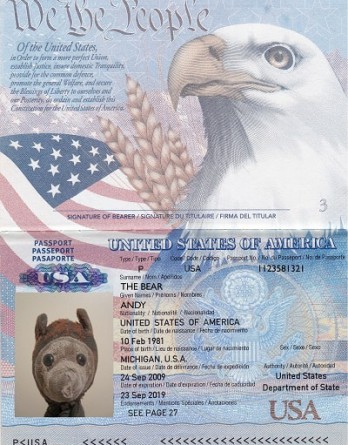 We the People
Of the United States,
in Order to form a more perfect Union,
establish Justice, insure domestic Tranquility,
provide for the common defence,
promote the general Welfare, and secure
the Blessings of Liberty to ourselves and
our Posterity, do ordain and establish this
Constitution for the United States of America.
SIGNATURE OF BEARER / SIGNATURE DU TITULAIRE / FIRMA DEL TITULAR
3
PASSPORT
PASSEPORT
PASAPORTE
UNITED STATES OF AMERICA
USA
Type / Type / Tipo Code / Code / Código Passport No. / No. du Passeport / No. de Pasaporte
P USA 1123581321
Surname / Nom / Apellidos
THE BEAR
Given Names / Prénoms / Nombres
ANDY
Nationality / Nationalité / Nacionalidad
UNITED STATES OF AMERICA
Date of birth / Date de naissance / Fecha de nacimiento
10 Feb 1981
Place of birth / Lieu de naissance / Lugar de nacimiento Sex / Sexe / Sexo
MICHIGAN, U.S.A.
Date of issue / Date de délivrance / Fecha de expedición Authority / Autorité / Autoridad
24 Sep 2009 United States
Date of expiration / Date d'expiration / Fecha de caducidad Department of State
23 Sep 2019
Endorsements / Mentions Spéciales / Anotaciones
SEE PAGE 27 USA
P<USA <<<<<< <<<<<